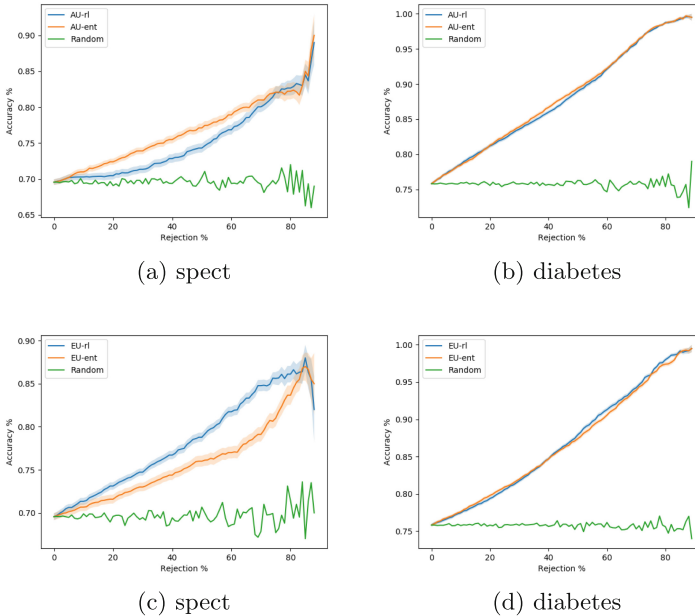 AU-rl
AU-ent
Random
0.90
0.85
0.80
0.75
0.70
0.65
Accuracy %
0 20 40 60 80
Rejection %
(a) spect
AU-rl
AU-ent
Random
1.00
0.95
0.90
0.85
0.80
0.75
Accuracy %
0 20 40 60 80
Rejection %
(b) diabetes
EU-rl
EU-ent
Random
0.90
0.85
0.80
0.75
0.70
Accuracy %
0 20 40 60 80
Rejection %
(c) spect
EU-rl
EU-ent
Random
1.00
0.95
0.90
0.85
0.80
0.75
Accuracy %
0 20 40 60 80
Rejection %
(d) diabetes